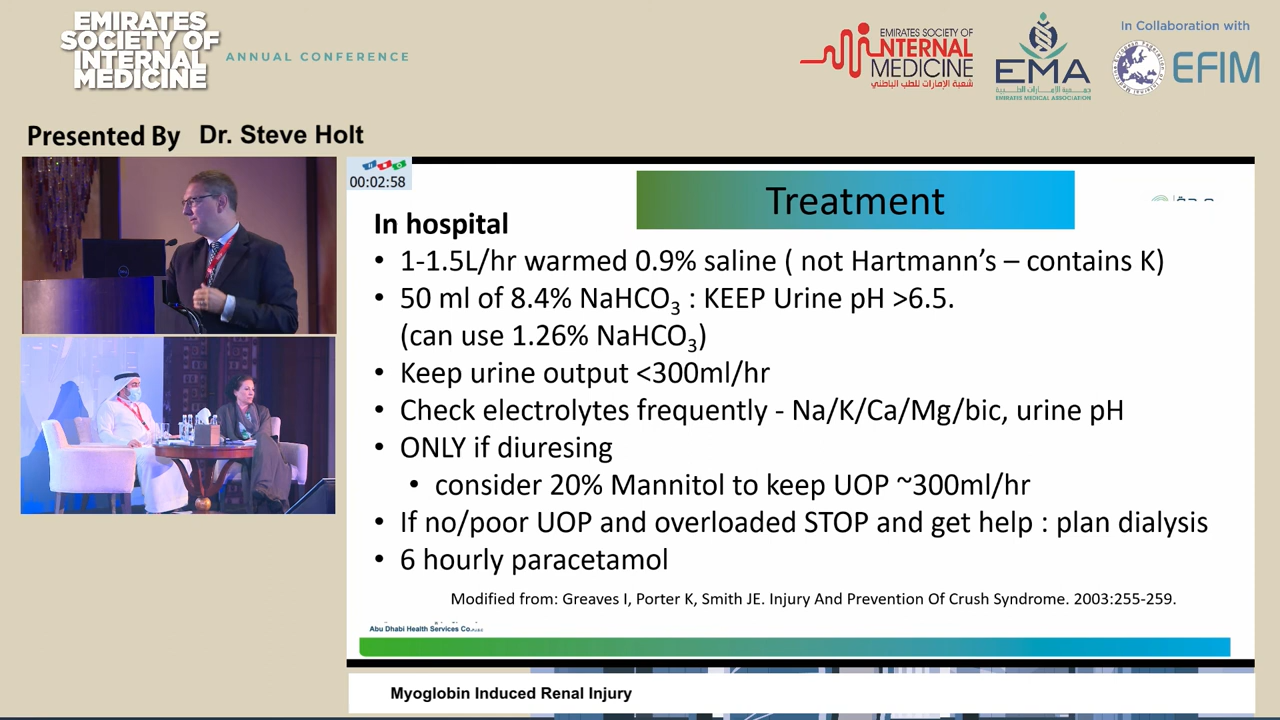 EMIRATES
SOCIETY OF
INTERNAL
MEDICINE
ANNUAL CONFERENCE
EMIRATES SOCIETY OF
INTERNAL
MEDICINE
شعبة الإمارات للطب الباطني
EMA
جمعية الإمارات الطبية
EMIRATES MEDICAL ASSOCIATION
In Collaboration with
EFIM
Presented By Dr. Steve Holt
00:02:58
Treatment
In hospital
• 1-1.5L/hr warmed 0.9% saline ( not Hartmann's – contains K)
• 50 ml of 8.4% NaHCO₃ : KEEP Urine pH >6.5.
(can use 1.26% NaHCO₃)
• Keep urine output <300ml/hr
• Check electrolytes frequently - Na/K/Ca/Mg/bic, urine pH
• ONLY if diuresing
• consider 20% Mannitol to keep UOP ~300ml/hr
• If no/poor UOP and overloaded STOP and get help : plan dialysis
• 6 hourly paracetamol
Modified from: Greaves I, Porter K, Smith JE. Injury And Prevention Of Crush Syndrome. 2003:255-259.
Abu Dhabi Health Services Co.
Myoglobin Induced Renal Injury